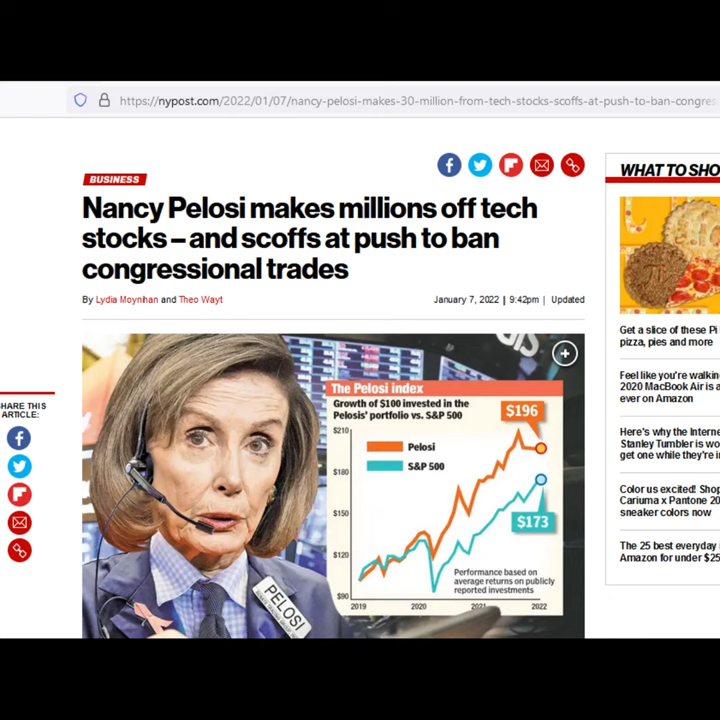 https://nypost.com/2022/01/07/nancy-pelosi-makes-30-million-from-tech-stocks-scoffs-at-push-to-ban-congres
WHAT TO SHO
BUSINESS
Nancy Pelosi makes millions off tech
stocks – and scoffs at push to ban
congressional trades
By Lydia Moynihan and Theo Wayt
January 7, 2022 | 9:42pm | Updated
SHARE THIS
ARTICLE:
The Pelosi index
Growth of $100 invested in the
Pelosis' portfolio vs. S&P 500
$210
$180
$150
$120
$90
Pelosi
S&P 500
$196
$173
Performance based on
average returns on publicly
reported investments
2019
2020
2021
2022
PELOSI
Get a slice of these Pi
pizza, pies and more
Feel like you're walkin
2020 MacBook Air is a
ever on Amazon
Here's why the Interne
Stanley Tumbler is wo
get one while they're i
Color us excited! Shop
Cariuma x Pantone 20
sneaker colors now
The 25 best everyday
Amazon for under $25